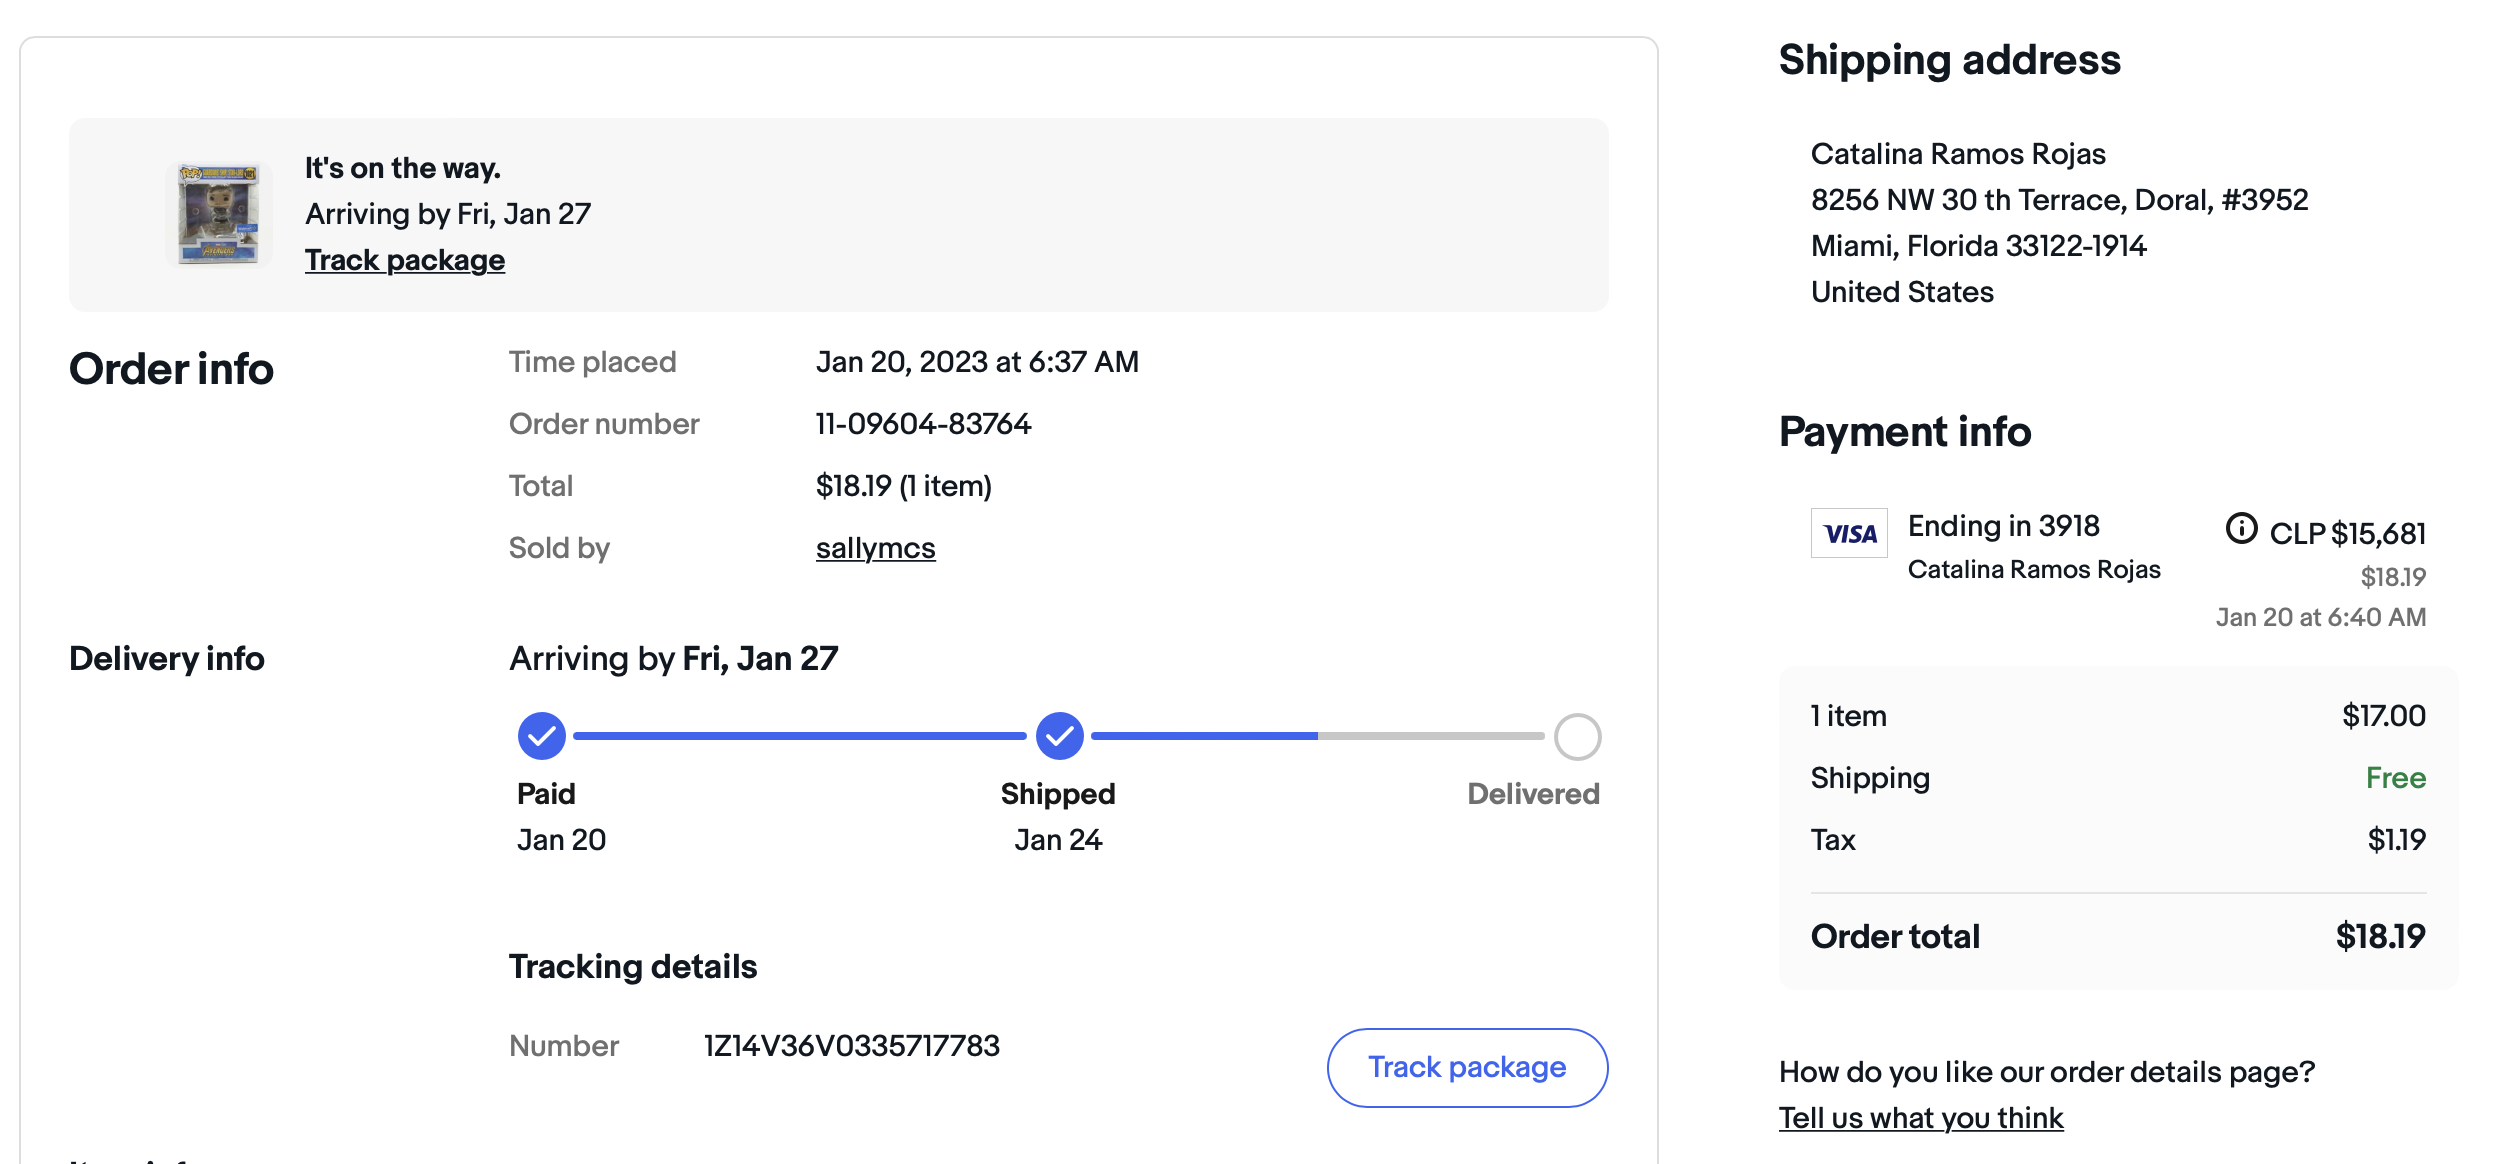 It's on the way.
Arriving by Fri, Jan 27
Track package
Order info
Time placed Jan 20, 2023 at 6:37 AM
Order number 11-09604-83764
Total $18.19 (1 item)
Sold by sallymcs
Delivery info
Arriving by Fri, Jan 27
Paid Shipped Delivered
Jan 20 Jan 24
Tracking details
Number 1Z14V36V0335717783
Track package
Shipping address
Catalina Ramos Rojas
8256 NW 30 th Terrace, Doral, #3952
Miami, Florida 33122-1914
United States
Payment info
VISA Ending in 3918 CLP $15,681
Catalina Ramos Rojas $18.19
Jan 20 at 6:40 AM
1 item $17.00
Shipping Free
Tax $1.19
Order total $18.19
How do you like our order details page?
Tell us what you think
POP!
AVENGERS